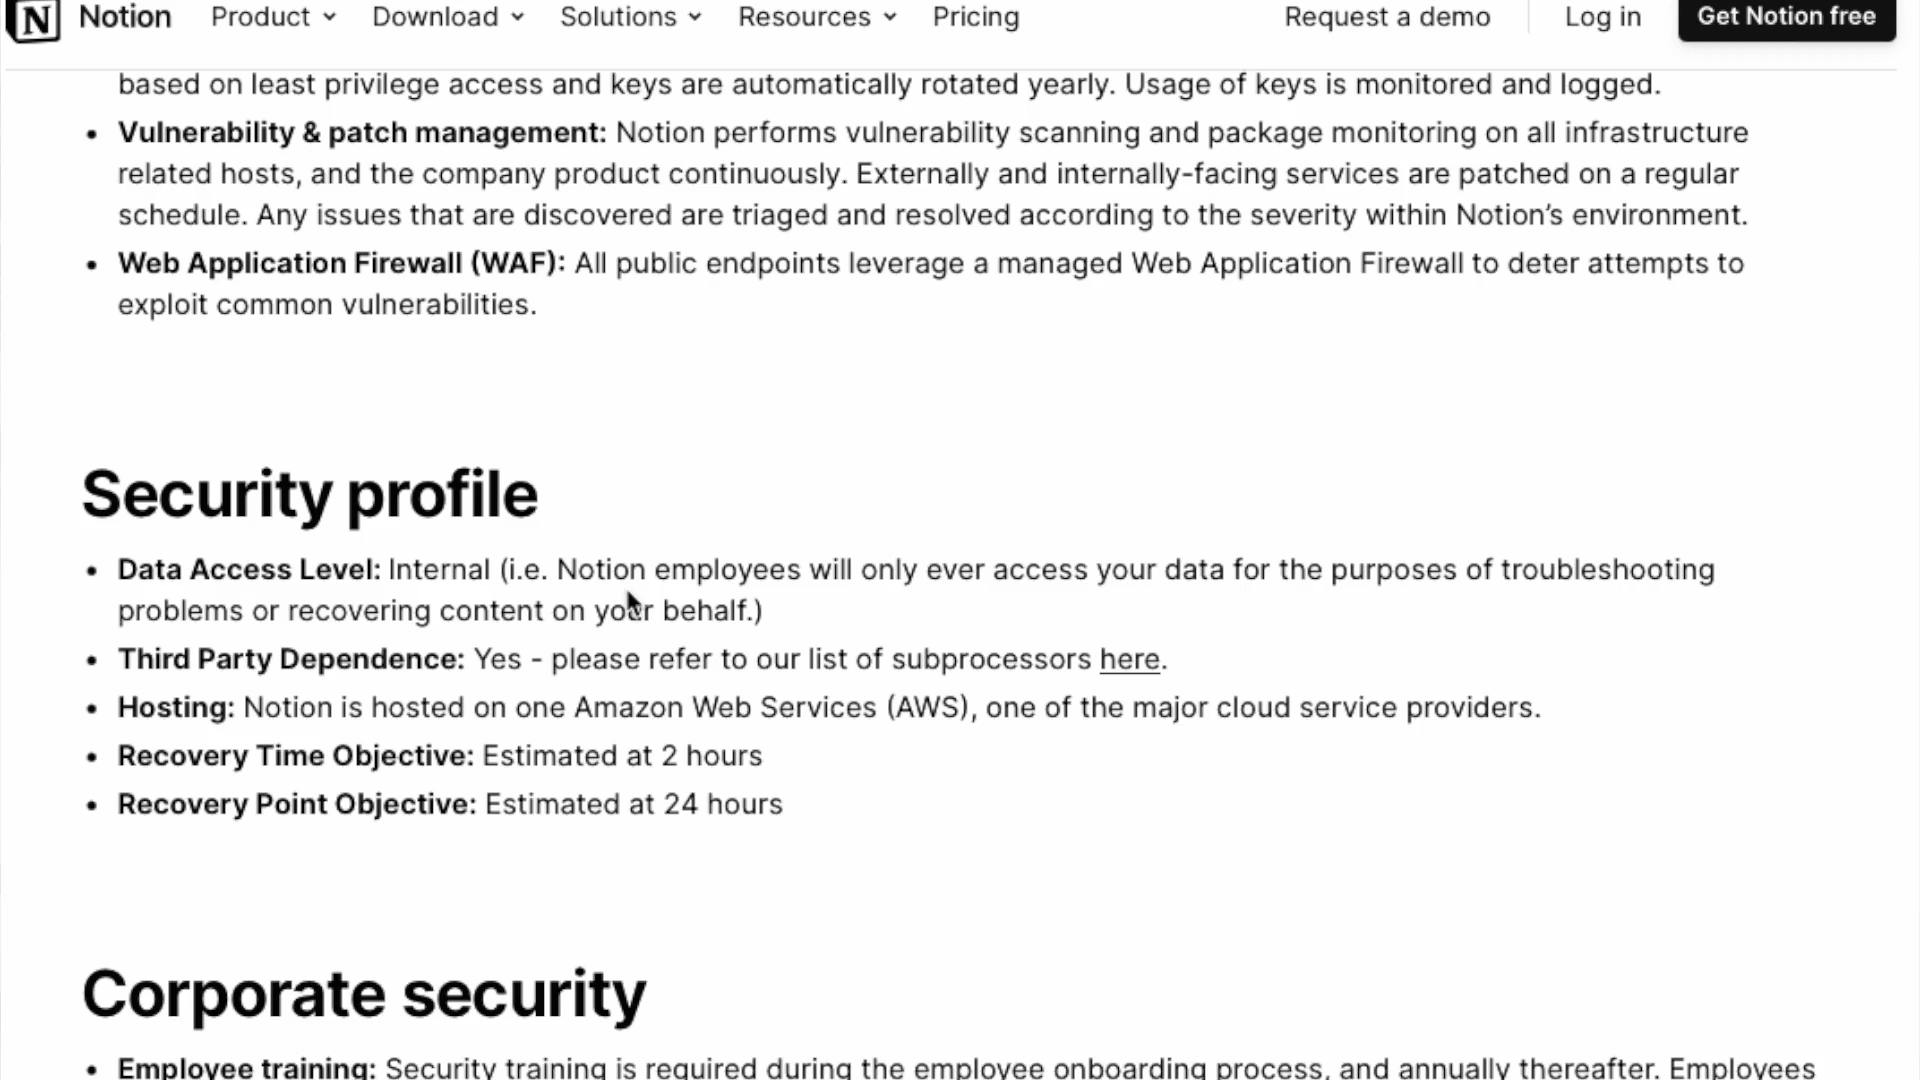 Notion Product Download Solutions Resources Pricing Request a demo Log in Get Notion free
based on least privilege access and keys are automatically rotated yearly. Usage of keys is monitored and logged.
• Vulnerability & patch management: Notion performs vulnerability scanning and package monitoring on all infrastructure
related hosts, and the company product continuously. Externally and internally-facing services are patched on a regular
schedule. Any issues that are discovered are triaged and resolved according to the severity within Notion’s environment.
• Web Application Firewall (WAF): All public endpoints leverage a managed Web Application Firewall to deter attempts to
exploit common vulnerabilities.
Security profile
• Data Access Level: Internal (i.e. Notion employees will only ever access your data for the purposes of troubleshooting
problems or recovering content on your behalf.)
• Third Party Dependence: Yes - please refer to our list of subprocessors here.
• Hosting: Notion is hosted on one Amazon Web Services (AWS), one of the major cloud service providers.
• Recovery Time Objective: Estimated at 2 hours
• Recovery Point Objective: Estimated at 24 hours
Corporate security
• Employee training: Security training is required during the employee onboarding process, and annually thereafter. Employees